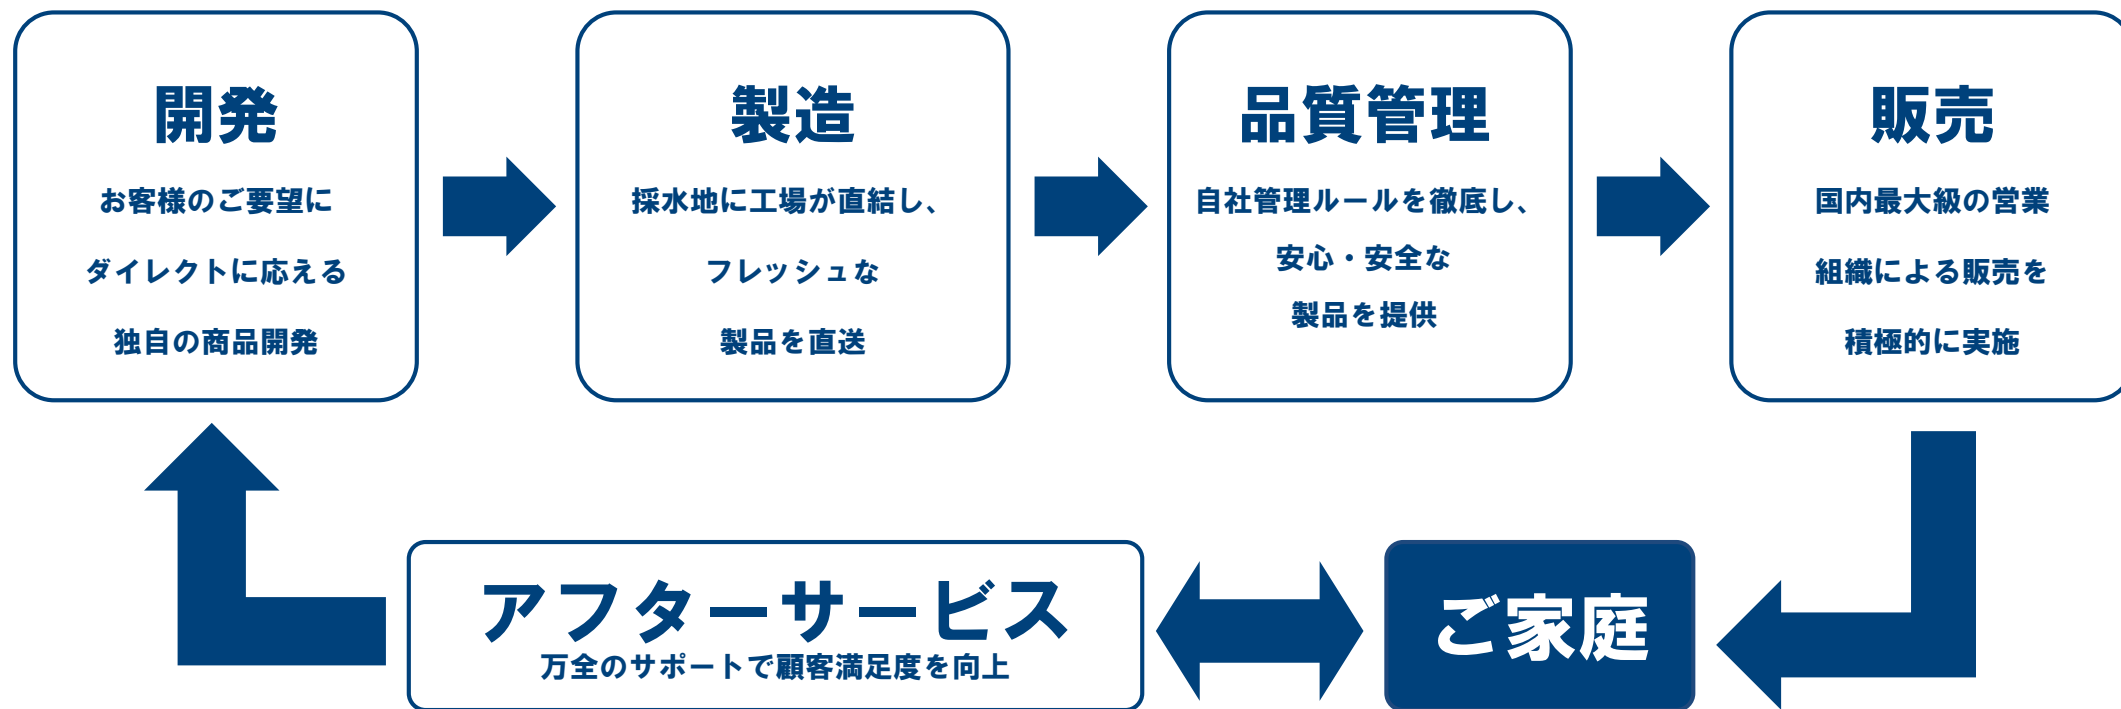 開発
お客様のご要望に
ダイレクトに応える
独自の商品開発
製造
採水地に工場が直結し、
フレッシュな
製品を直送
品質管理
自社管理ルールを徹底し、
安心・安全な
製品を提供
販売
国内最大級の営業
組織による販売を
積極的に実施
アフターサービス
万全のサポートで顧客満足度を向上
ご家庭